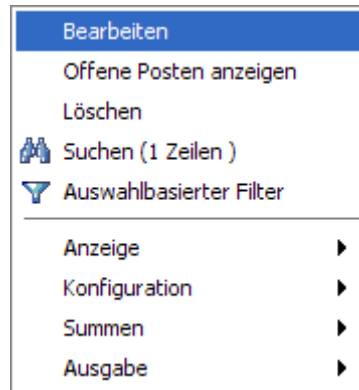 Bearbeiten
Offene Posten anzeigen
Löschen
Suchen (1 Zeilen )
Auswahlbasierter Filter
Anzeige
Konfiguration
Summen
Ausgabe